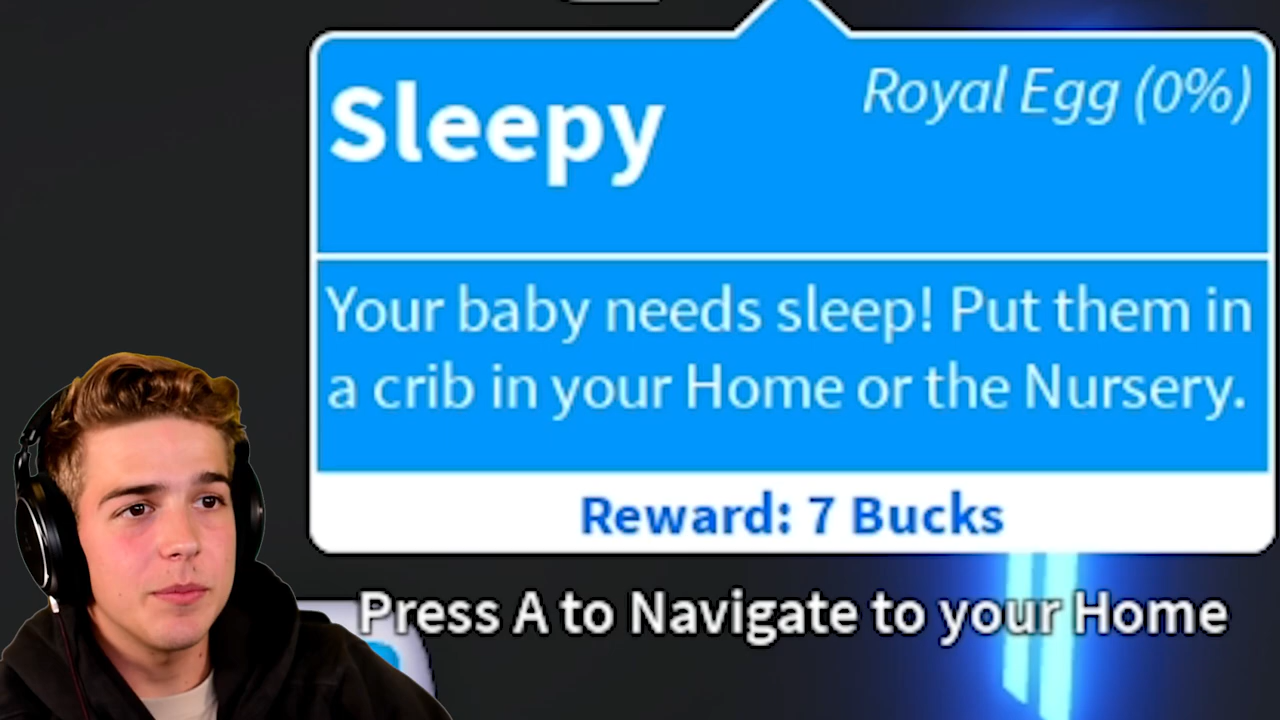 Sleepy
Royal Egg (0%)
Your baby needs sleep! Put them in
a crib in your Home or the Nursery.
Reward: 7 Bucks
Press A to Navigate to your Home